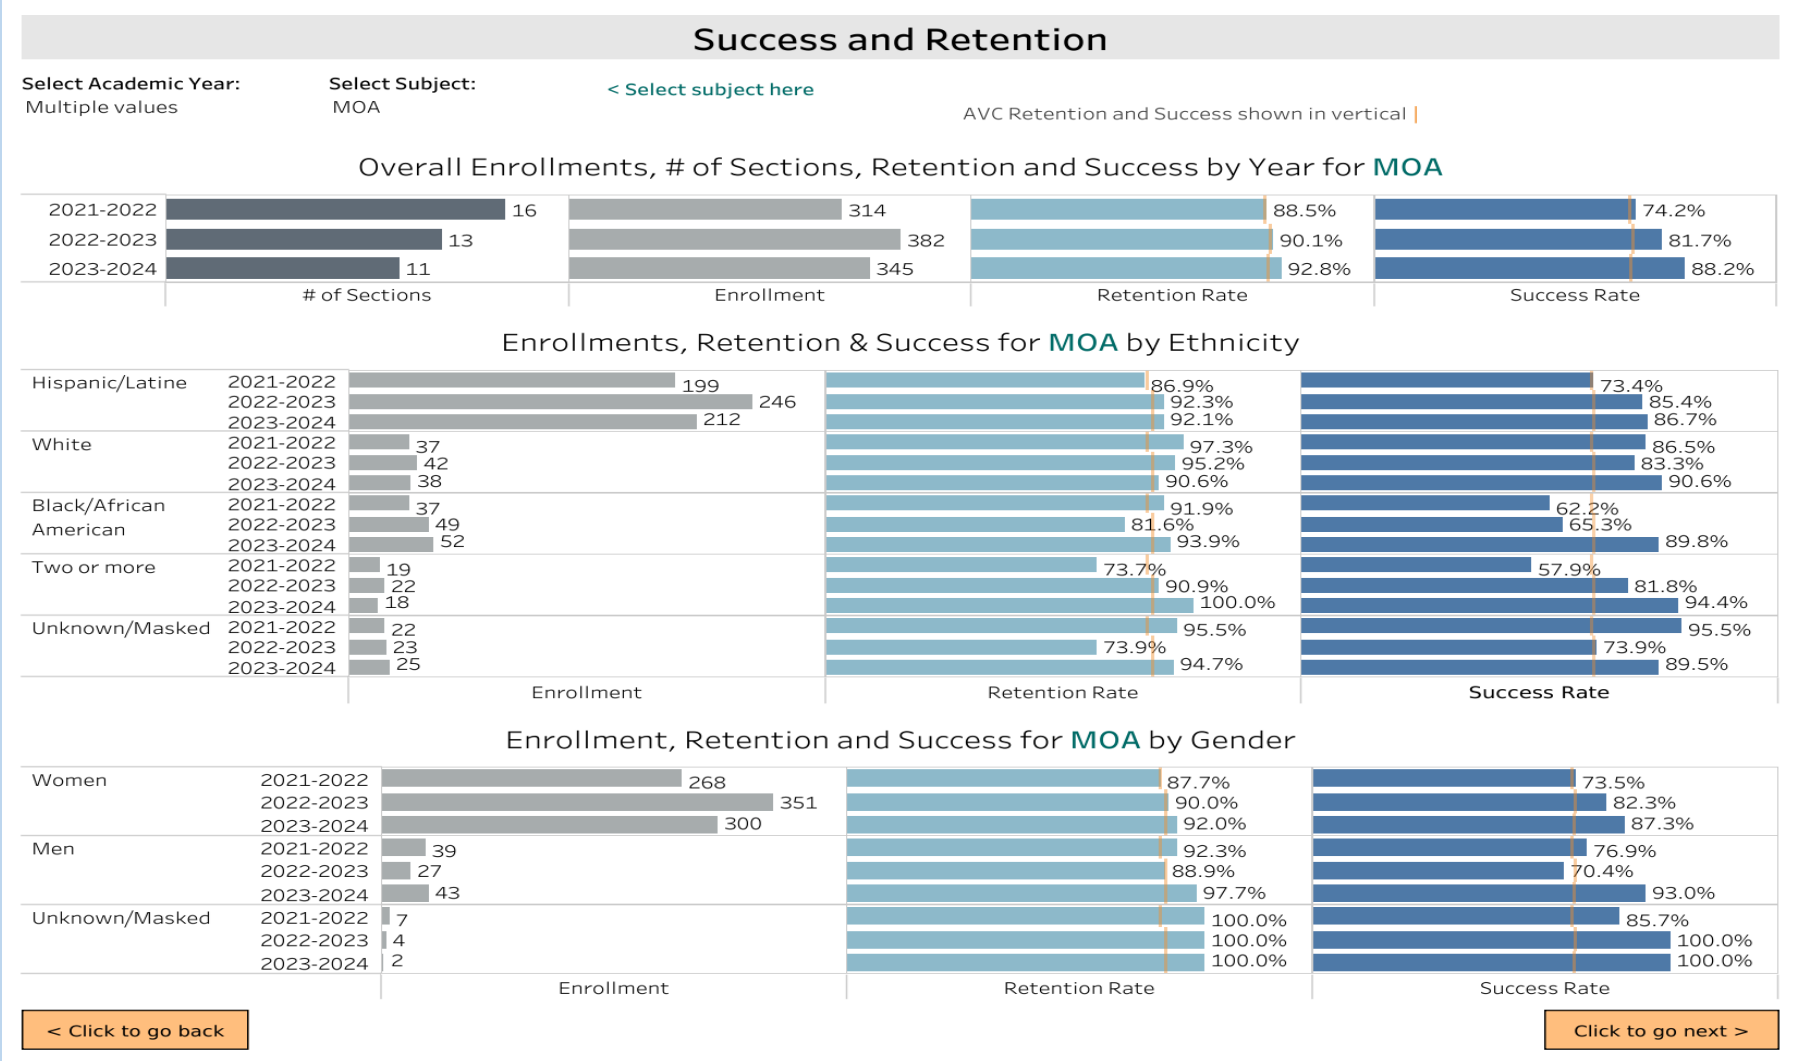 Success and Retention
Select Academic Year: Select Subject: < Select subject here
Multiple values MOA
AVC Retention and Success shown in vertical |
Overall Enrollments, # of Sections, Retention and Success by Year for MOA
2021-2022 16 314 88.5% 74.2%
2022-2023 13 382 90.1% 81.7%
2023-2024 11 345 92.8% 88.2%
# of Sections Enrollment Retention Rate Success Rate
Enrollments, Retention & Success for MOA by Ethnicity
Hispanic/Latine 2021-2022 199 86.9% 73.4%
2022-2023 246 92.3% 85.4%
2023-2024 212 92.1% 86.7%
White 2021-2022 37 97.3% 86.5%
2022-2023 42 95.2% 83.3%
2023-2024 38 90.6% 90.6%
Black/African 2021-2022 37 91.9% 62.2%
American 2022-2023 49 81.6% 65.3%
2023-2024 52 93.9% 89.8%
Two or more 2021-2022 19 73.7% 57.9%
2022-2023 22 90.9% 81.8%
2023-2024 18 100.0% 94.4%
Unknown/Masked 2021-2022 22 95.5% 95.5%
2022-2023 23 73.9% 73.9%
2023-2024 25 94.7% 89.5%
Enrollment Retention Rate Success Rate
Enrollment, Retention and Success for MOA by Gender
Women 2021-2022 268 87.7% 73.5%
2022-2023 351 90.0% 82.3%
2023-2024 300 92.0% 87.3%
Men 2021-2022 39 92.3% 76.9%
2022-2023 27 88.9% 70.4%
2023-2024 43 97.7% 93.0%
Unknown/Masked 2021-2022 7 100.0% 85.7%
2022-2023 4 100.0% 100.0%
2023-2024 2 100.0% 100.0%
Enrollment Retention Rate Success Rate
< Click to go back Click to go next >